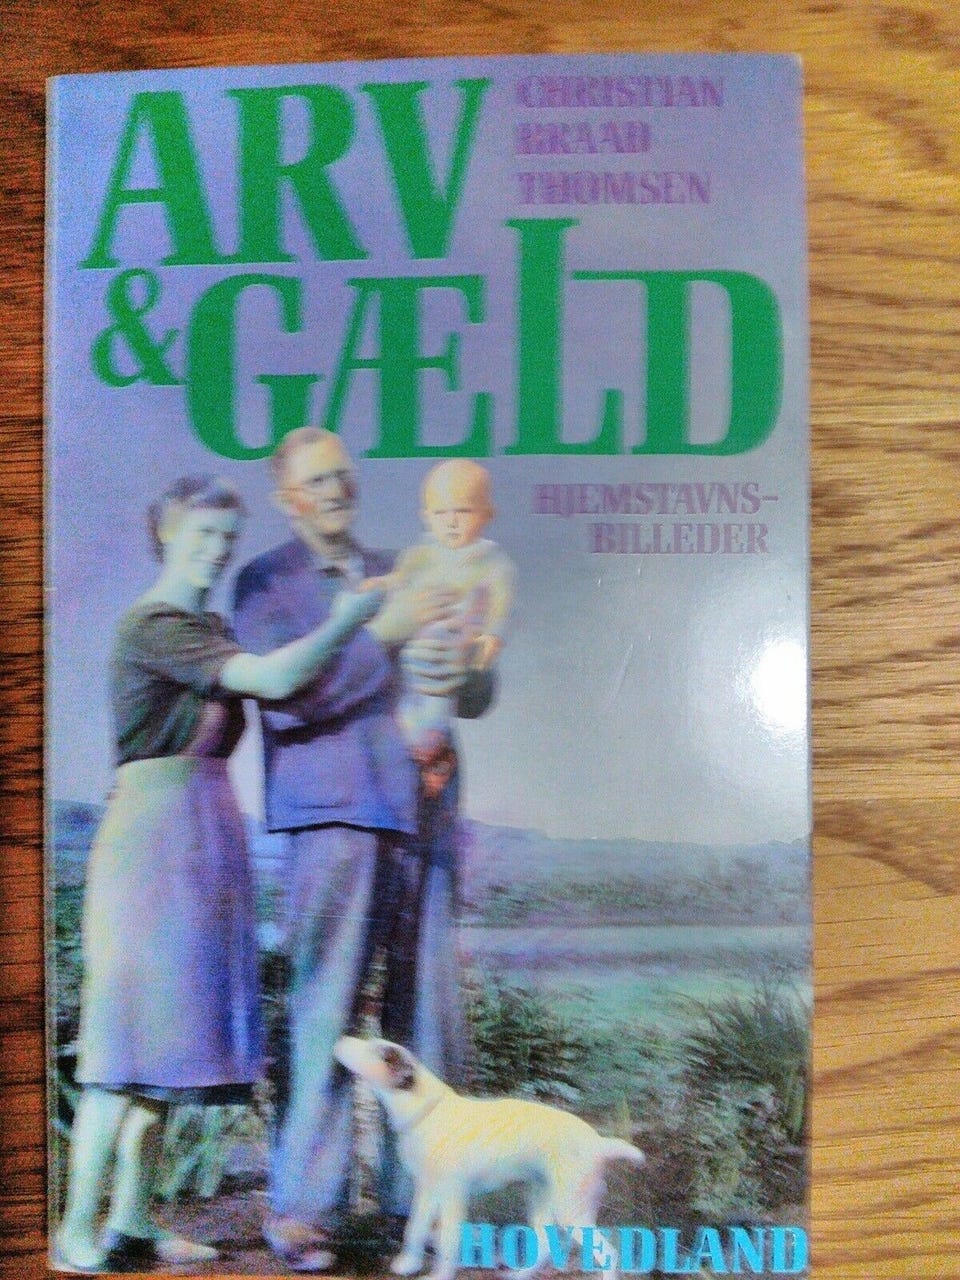 ARV
CHRISTIAN
BRAAD
THOMSEN
& GÆLD
HJEMSTAVNS-
BILLEDER
HOVEDLAND